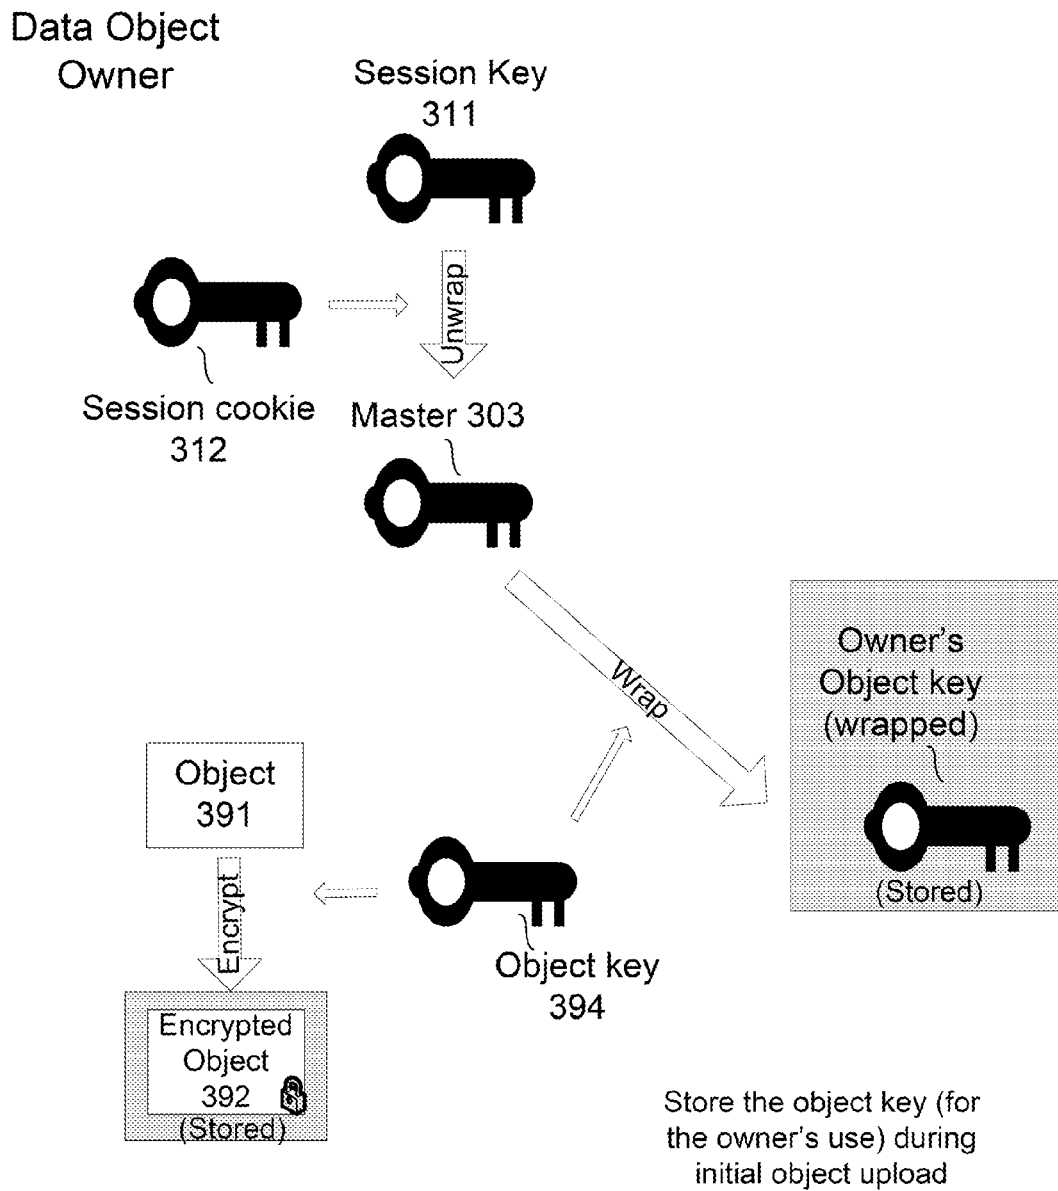 Data Object
Owner
Session Key
311
Unwrap
Session cookie
312
Master 303
Wrap
Owner's
Object key
(wrapped)
(Stored)
Object
391
Encrypt
Object key
394
Encrypted
Object
392
(Stored)
Store the object key (for
the owner's use) during
initial object upload